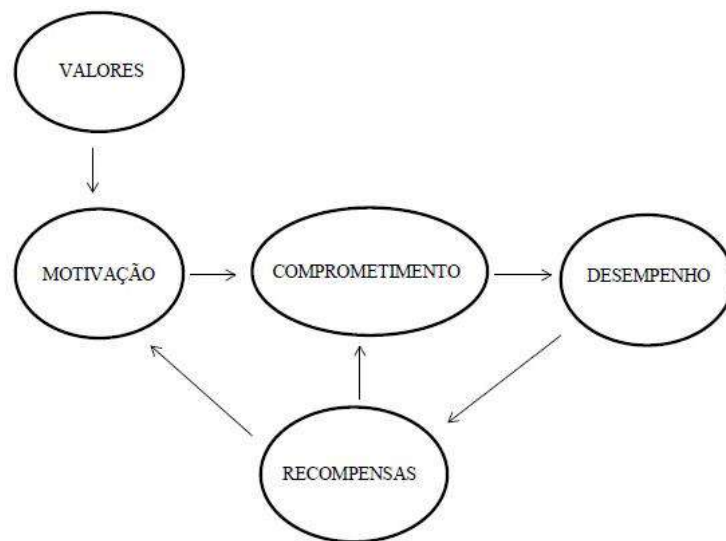 VALORES
MOTIVAÇÃO
COMPROMETIMENTO
DESEMPENHO
RECOMPENSAS